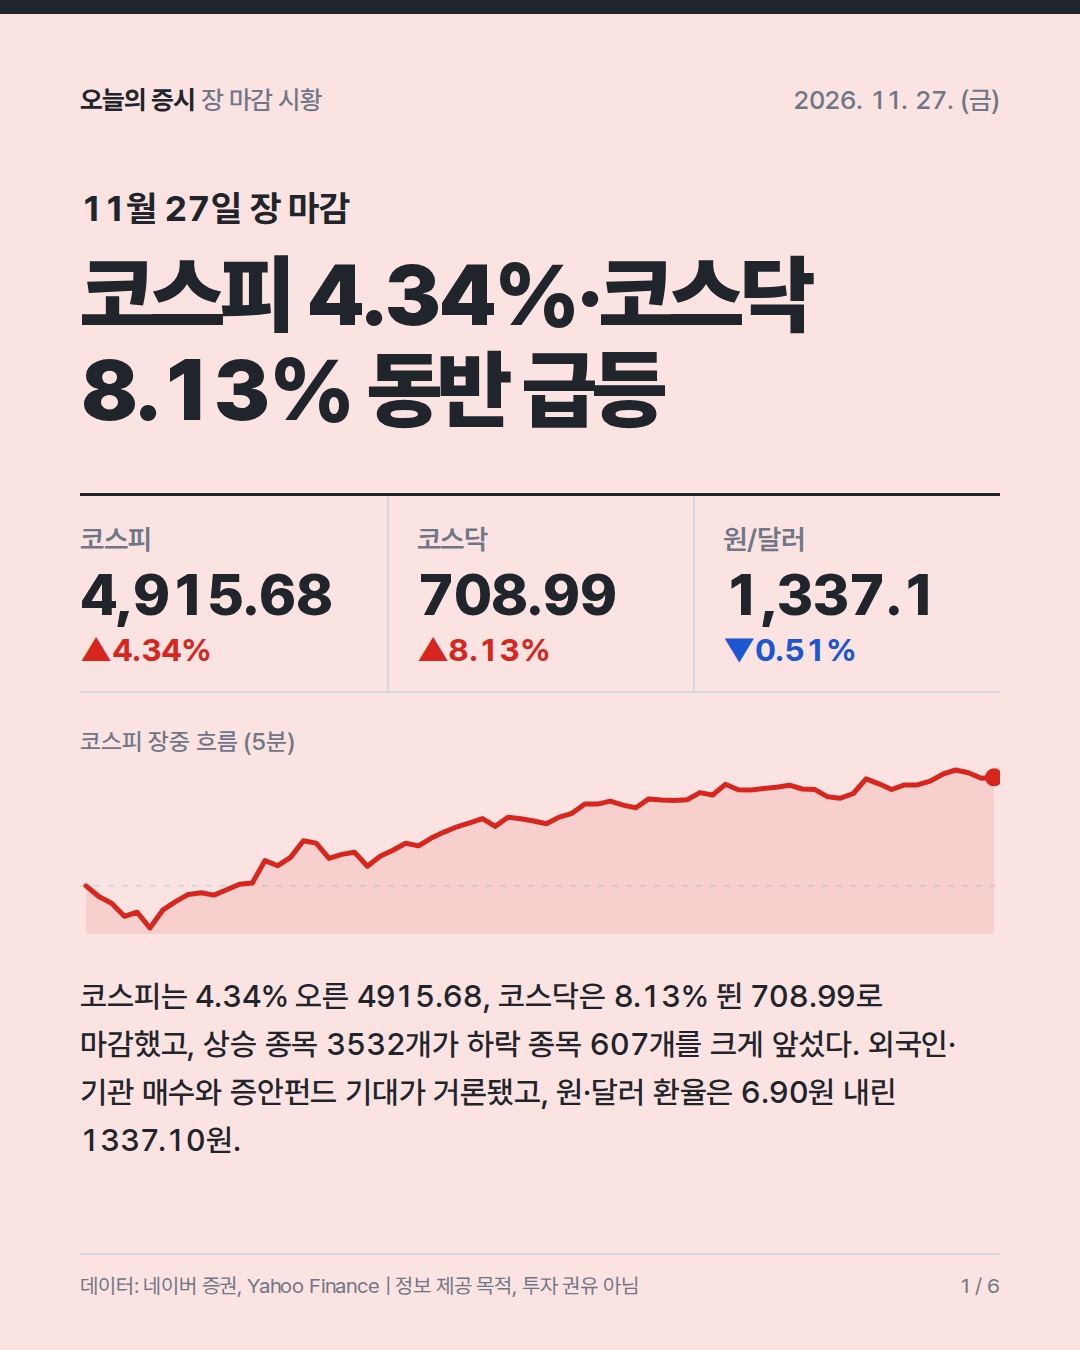 오늘의 증시 장 마감 시황
2026. 11. 27. (금)
11월 27일 장 마감
코스피 4.34%·코스닥
8.13% 동반 급등
코스피
4,915.68
▲4.34%
코스닥
708.99
▲8.13%
원/달러
1,337.1
▼0.51%
코스피 장중 흐름 (5분)
코스피는 4.34% 오른 4915.68, 코스닥은 8.13% 뛴 708.99로
마감했고, 상승 종목 3532개가 하락 종목 607개를 크게 앞섰다. 외국인·
기관 매수와 증안펀드 기대가 거론됐고, 원·달러 환율은 6.90원 내린
1337.10원.
데이터: 네이버 증권, Yahoo Finance | 정보 제공 목적, 투자 권유 아님
1 / 6